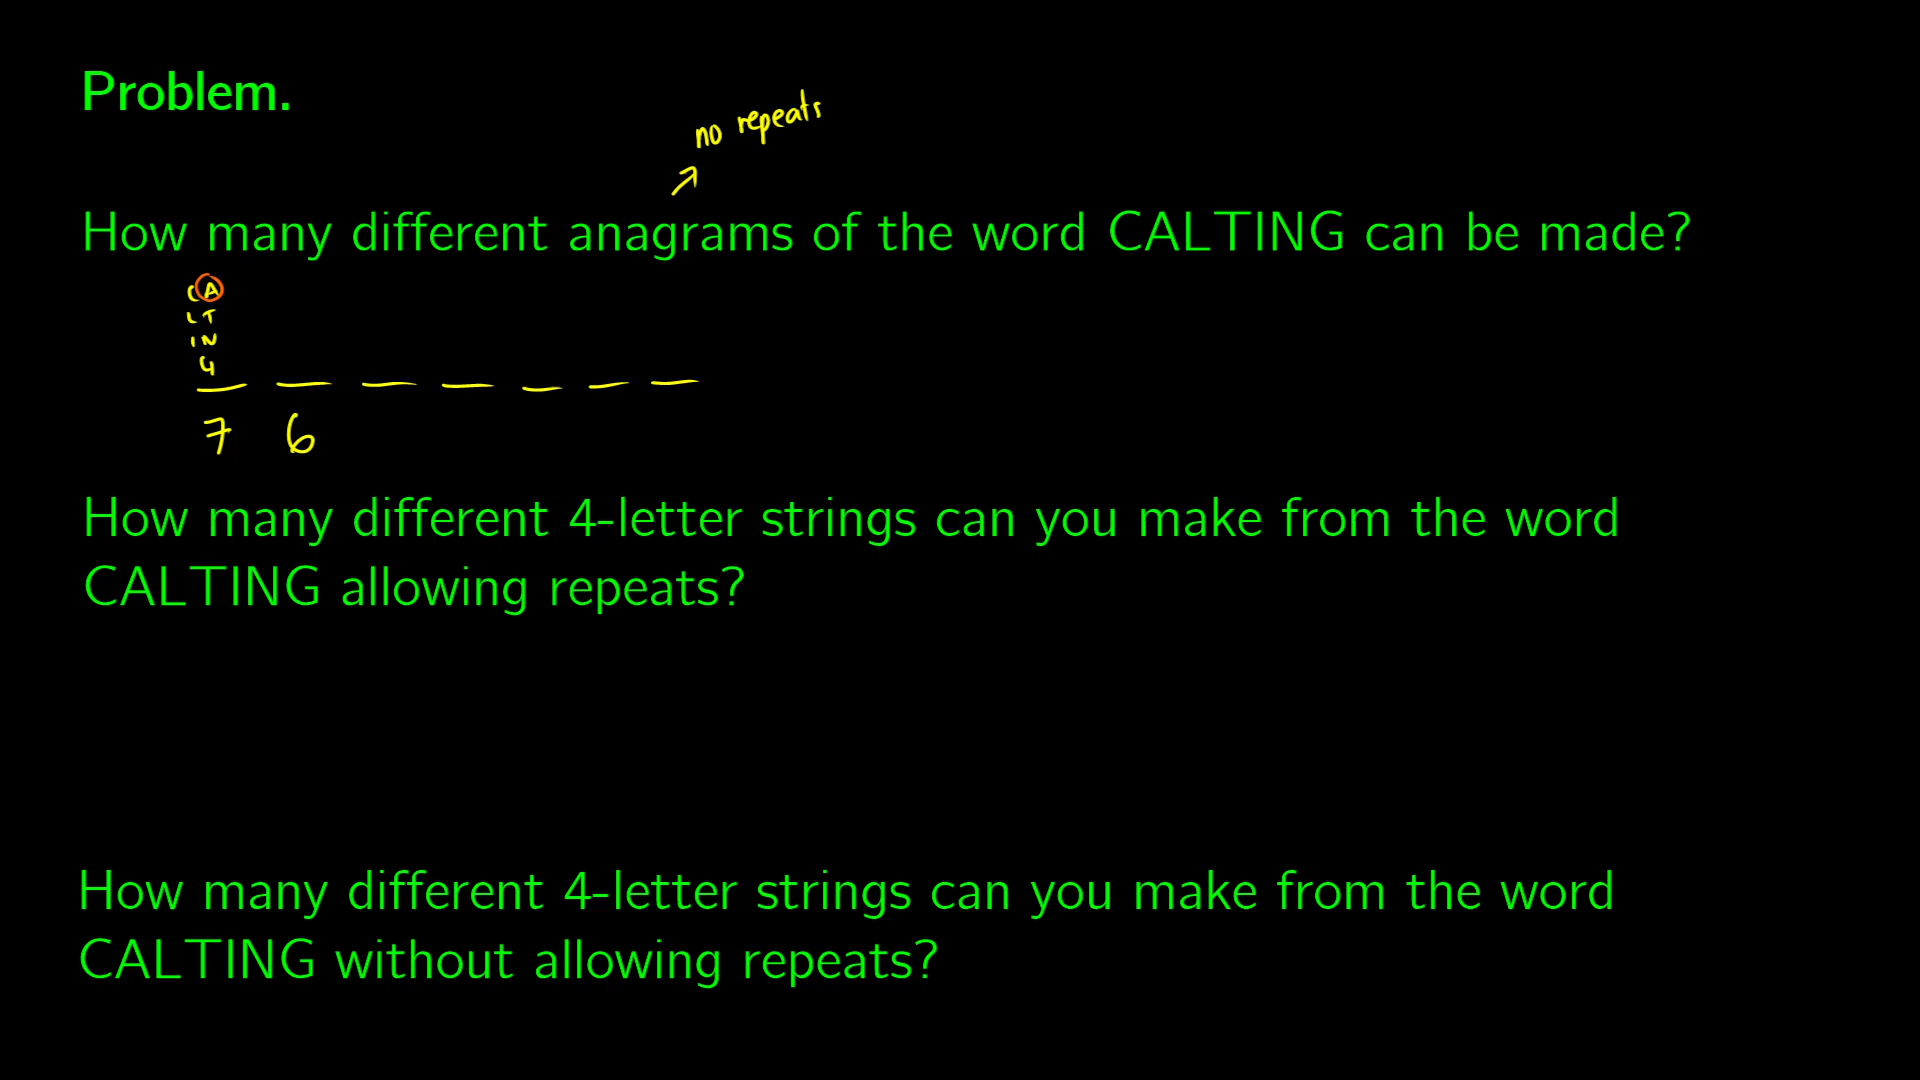 Problem.
no repeats
How many different anagrams of the word CALTING can be made?
C A
L T
I N
G
7 6
How many different 4-letter strings can you make from the word
CALTING allowing repeats?
How many different 4-letter strings can you make from the word
CALTING without allowing repeats?